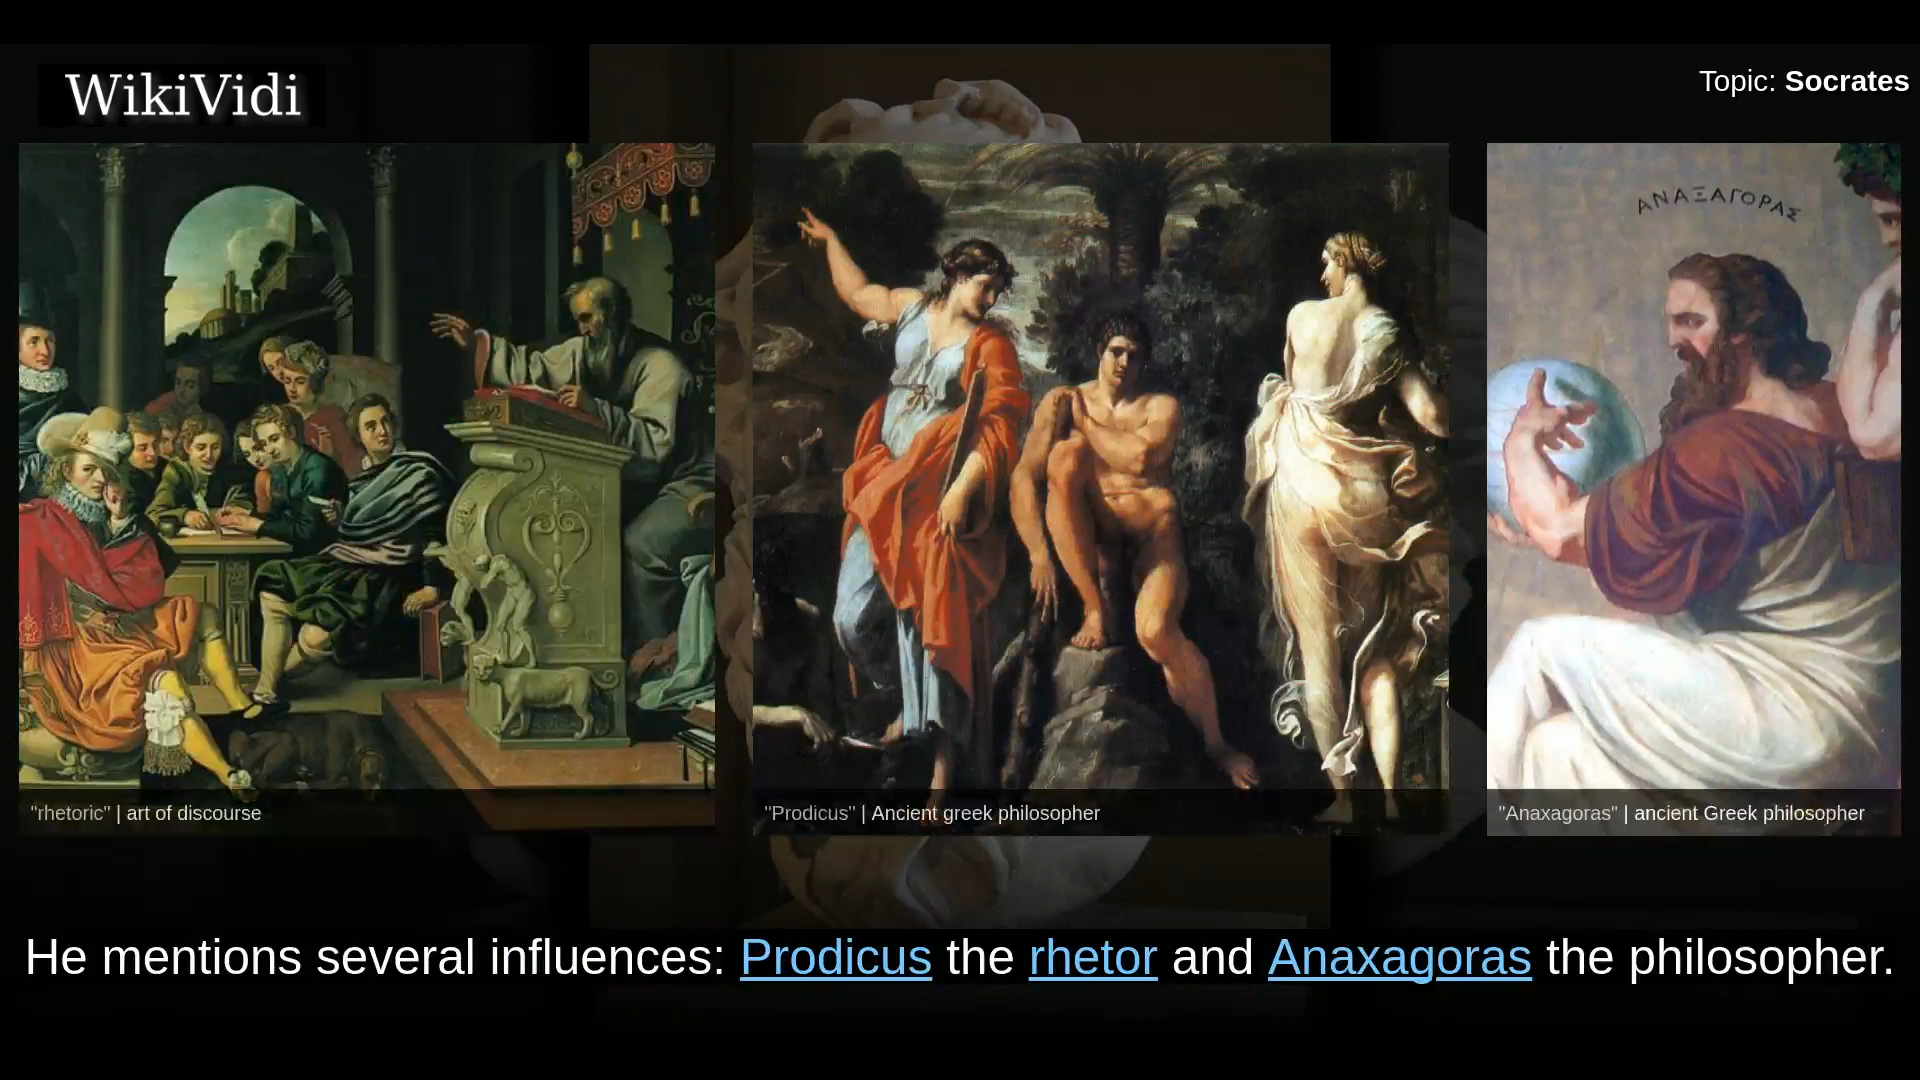 WikiVidi
Topic: Socrates
ΑΝΑΞΑΓΟΡΑΣ
"rhetoric" | art of discourse
"Prodicus" | Ancient greek philosopher
"Anaxagoras" | ancient Greek philosopher
He mentions several influences: Prodicus the rhetor and Anaxagoras the philosopher.